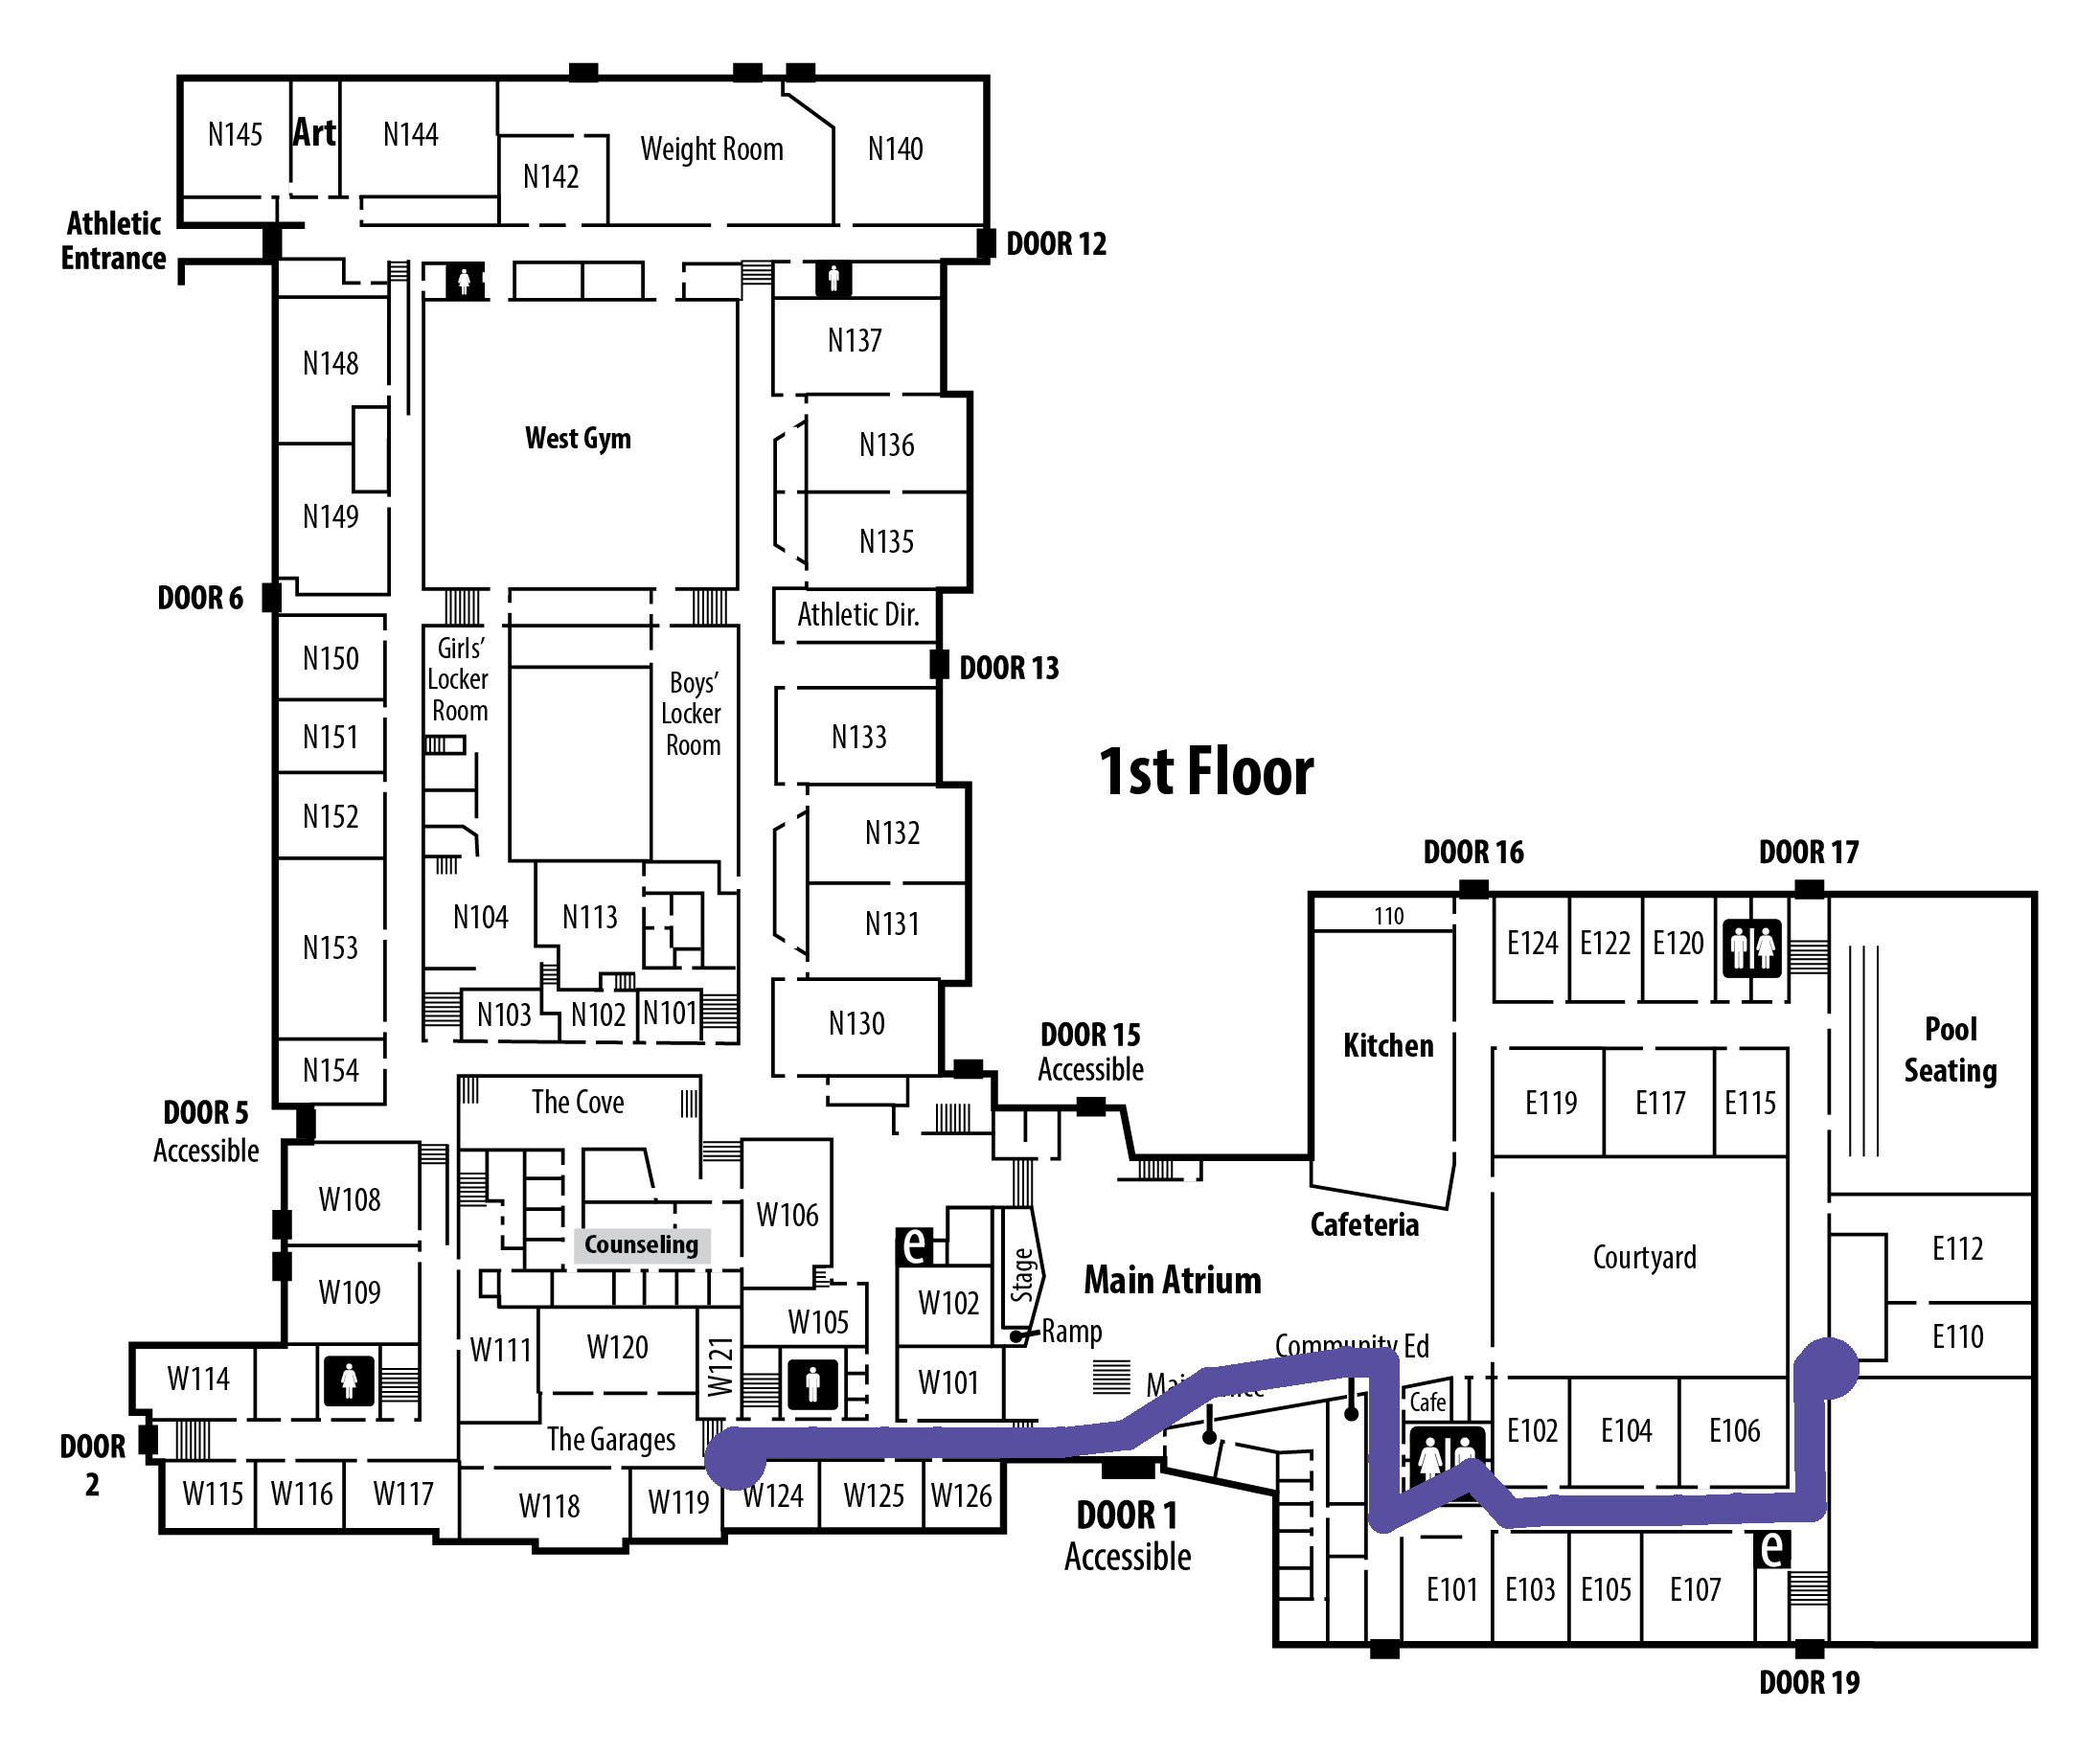 N145
Art
N144
N142
Weight Room
N140
Athletic
Entrance
DOOR 12
N148
N137
West Gym
N136
N149
N135
DOOR 6
Athletic Dir.
N150
Girls'
Locker
Room
Boys'
Locker
Room
DOOR 13
N151
N133
1st Floor
N152
N132
DOOR 16
DOOR 17
N153
N104
N113
N131
110
E124
E122
E120
N103
N102
N101
N130
Kitchen
Pool
Seating
DOOR 15
Accessible
N154
The Cove
E119
E117
E115
DOOR 5
Accessible
W108
W106
Cafeteria
Counseling
e
Stage
Main Atrium
Courtyard
E112
W109
W102
W105
Ramp
W111
W120
W121
Community Ed
E110
W114
W101
Cafe
E102
E104
E106
DOOR
2
The Garages
W115
W116
W117
W118
W119
W124
W125
W126
DOOR 1
Accessible
e
E101
E103
E105
E107
DOOR 19